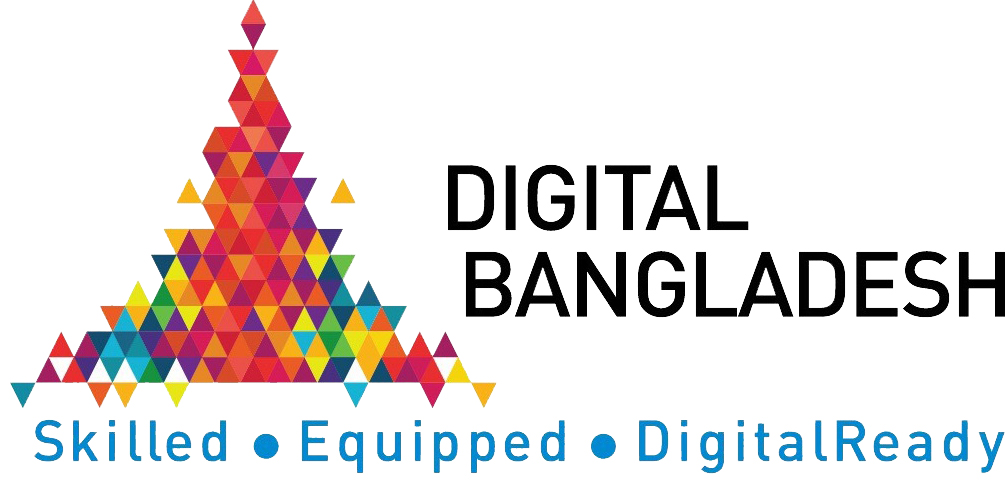 DIGITAL
BANGLADESH
Skilled ● Equipped ● DigitalReady